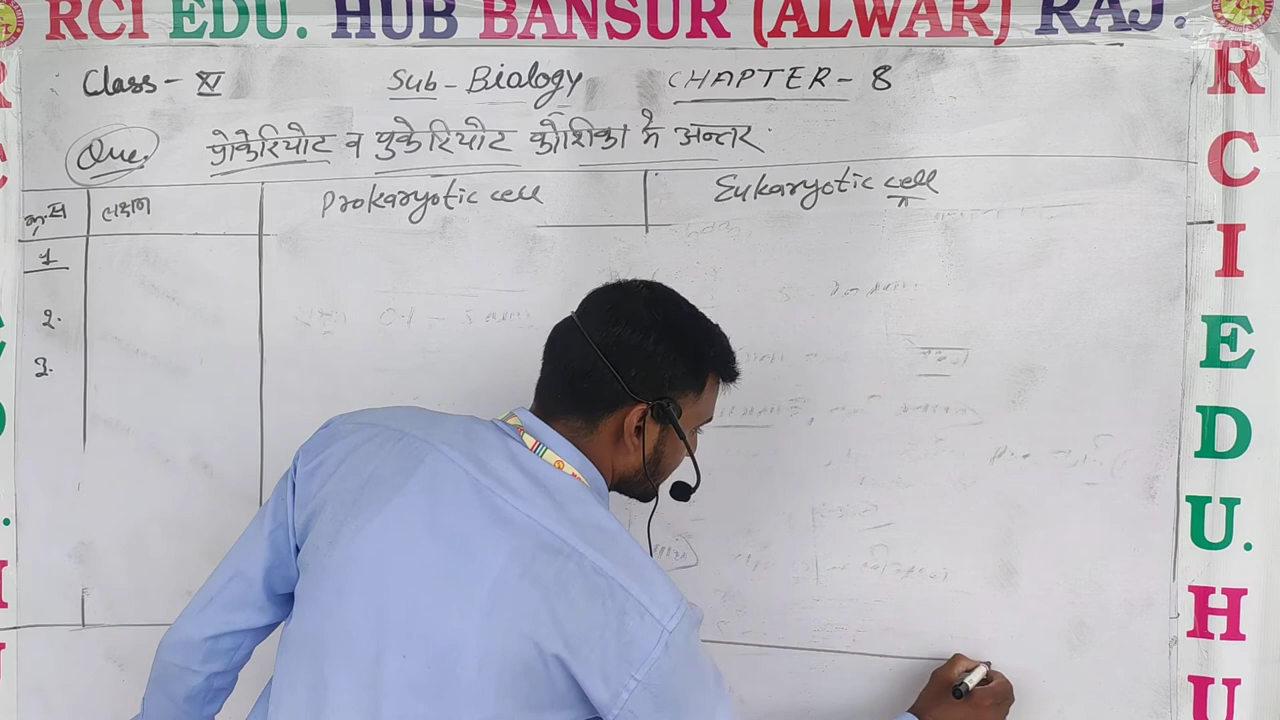 RCI EDU. HUB BANSUR (ALWAR) RAJ.
Class - XI Sub - Biology CHAPTER - 8
Que. प्रोकेरियोट व युकेरियोट कोशिका मे अन्तर
क्र.स लक्षण Prokaryotic cell Eukaryotic cell
1
2.
3.
R
C
I
E
D
U.
H
U